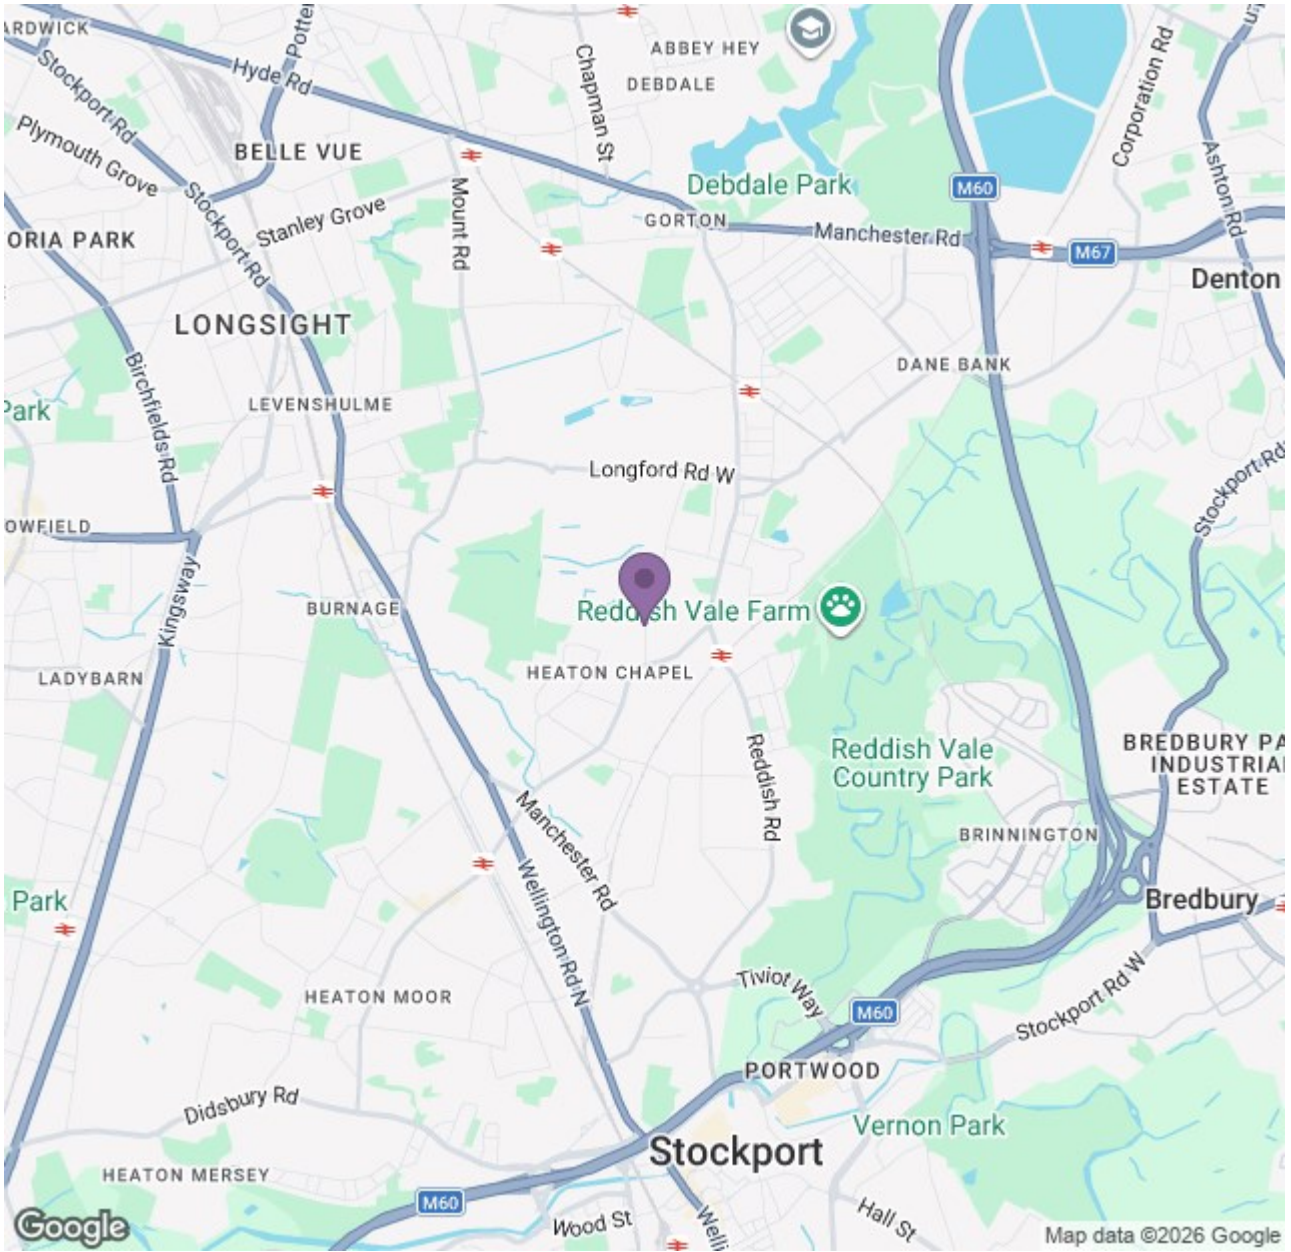 ARDWICK
Stockport Rd
Hyde Rd
Potter
Chapman St
ABBEY HEY
DEBDALE
Corporation Rd
Plymouth Grove
BELLE VUE
Stockport Rd
Stanley Grove
Mount Rd
Debdale Park
M60
Ashton Rd
ORIA PARK
GORTON
Manchester Rd
M67
Denton
LONGSIGHT
Birchfields Rd
LEVENSHULME
DANE BANK
Park
Longford Rd W
Stockport Rd
OWFIELD
Kingsway
BURNAGE
Reddish Vale Farm
LADYBARN
HEATON CHAPEL
Reddish Rd
Reddish Vale
Country Park
BREDBURY PA
INDUSTRIAL
ESTATE
Manchester Rd
BRINNINGTON
Park
Wellington Rd N
Bredbury
HEATON MOOR
Tiviot Way
M60
Stockport Rd W
PORTWOOD
Didsbury Rd
Vernon Park
Stockport
HEATON MERSEY
M60
Wood St
Welli
Hall St
Google
Map data ©2026 Google